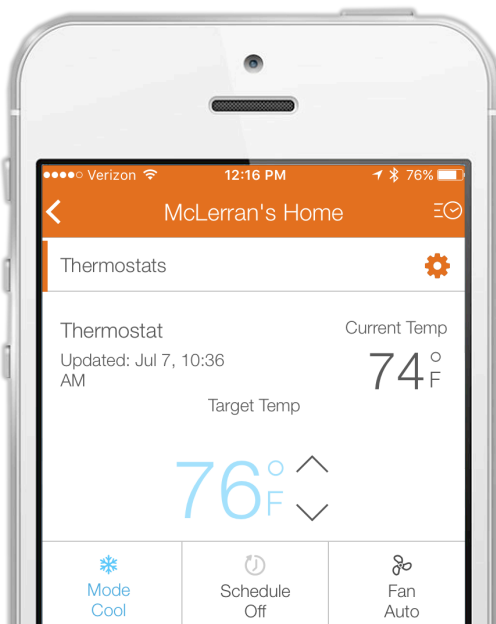 Verizon 12:16 PM 76%
McLerran's Home
Thermostats
Thermostat
Current Temp
Updated: Jul 7, 10:36
AM
74°F
Target Temp
76°F
Mode
Cool
Schedule
Off
Fan
Auto